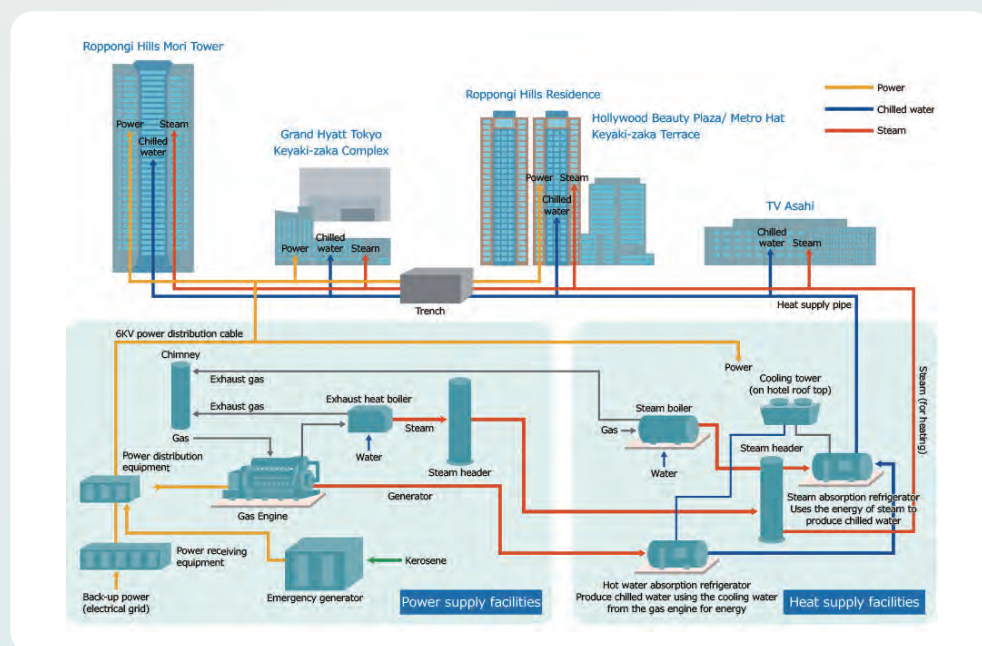 Roppongi Hills Mori Tower
Power
Steam
Chilled
water
Grand Hyatt Tokyo
Keyaki-zaka Complex
Power
Chilled
water
Steam
Roppongi Hills Residence
Hollywood Beauty Plaza/ Metro Hat
Keyaki-zaka Terrace
Power
Steam
Chilled
water
Power
Chilled water
Steam
TV Asahi
Chilled
water
Steam
Trench
Heat supply pipe
6KV power distribution cable
Chimney
Exhaust gas
Exhaust gas
Gas
Exhaust heat boiler
Steam
Water
Steam header
Power distribution
equipment
Gas Engine
Generator
Power receiving
equipment
Back-up power
(electrical grid)
Emergency generator
Kerosene
Power supply facilities
Power
Cooling tower
(on hotel roof top)
Steam boiler
Gas
Water
Steam header
Steam (for heating)
Steam absorption refrigerator
Uses the energy of steam to
produce chilled water
Hot water absorption refrigerator
Produce chilled water using the cooling water
from the gas engine for energy
Heat supply facilities